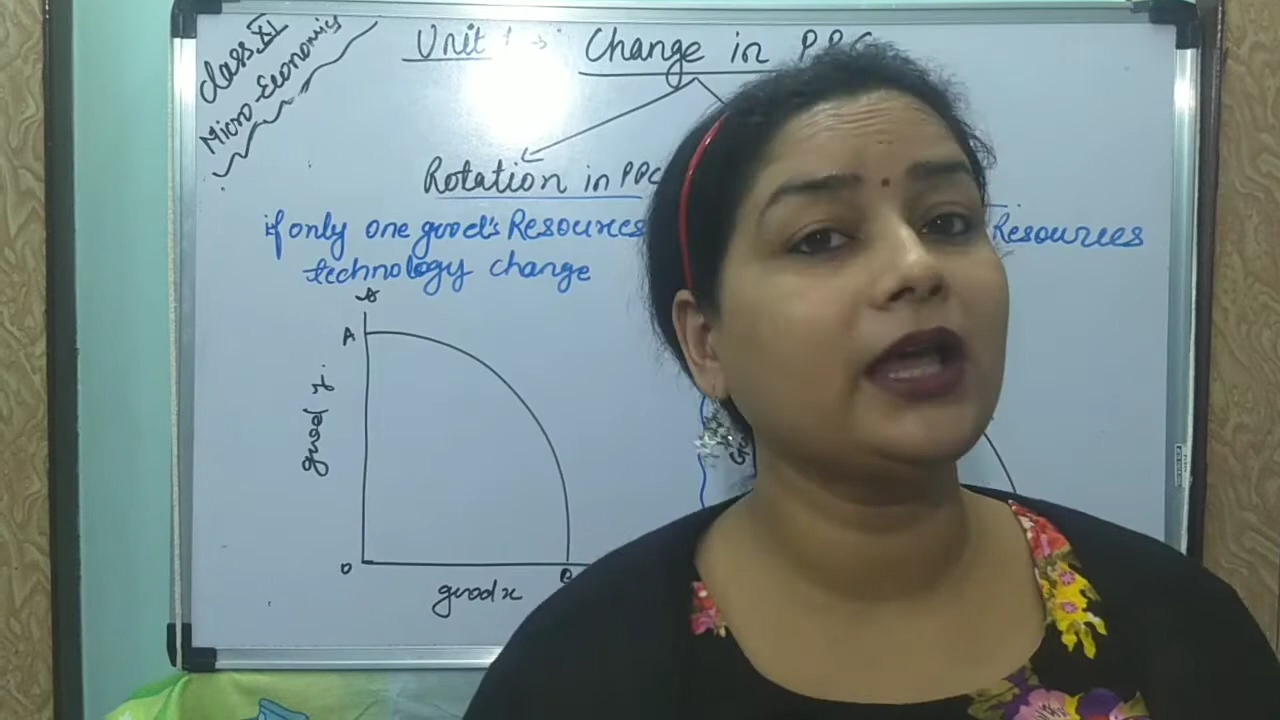 Class XI
Micro-Economics
Unit 1 → Change in PPC
Rotation in PPC
if only one good's Resources
technology change
Resources
A
good y.
O
B
good x